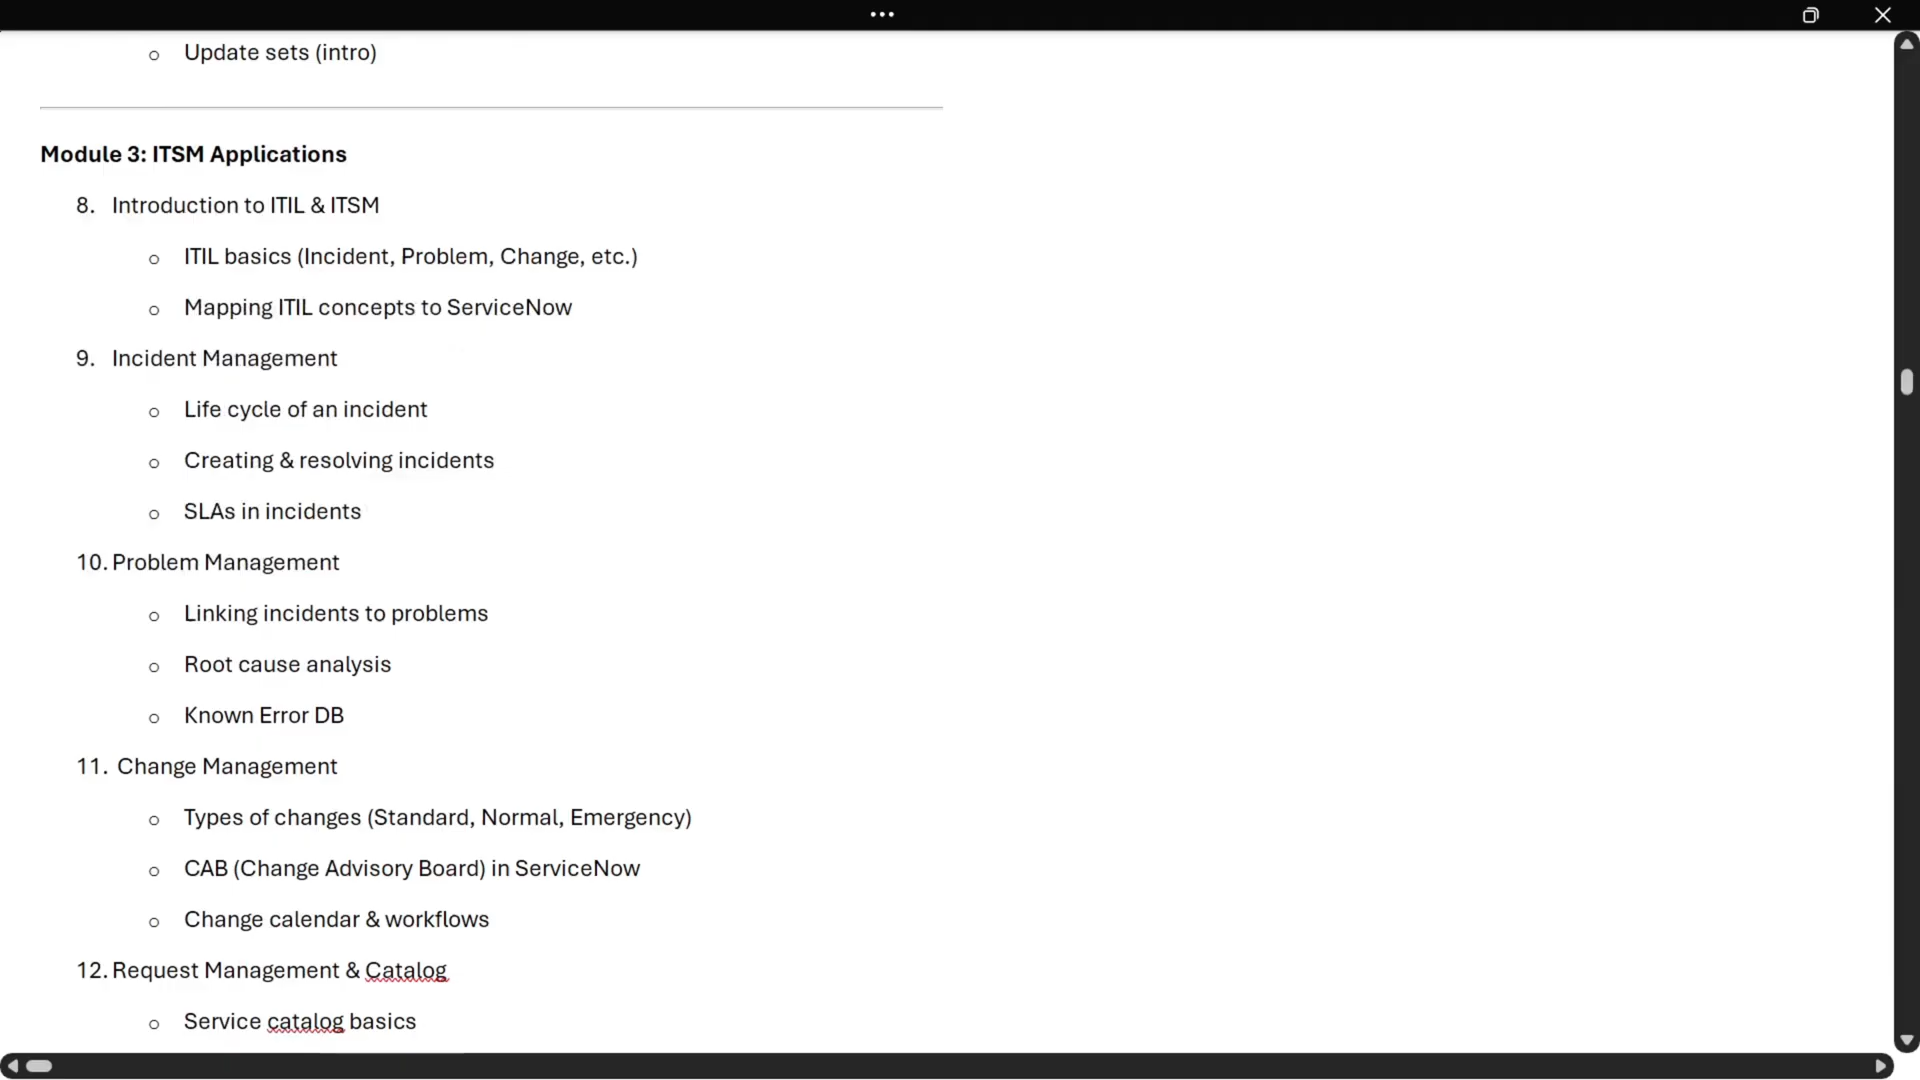 o Update sets (intro)
Module 3: ITSM Applications
8. Introduction to ITIL & ITSM
o ITIL basics (Incident, Problem, Change, etc.)
o Mapping ITIL concepts to ServiceNow
9. Incident Management
o Life cycle of an incident
o Creating & resolving incidents
o SLAs in incidents
10. Problem Management
o Linking incidents to problems
o Root cause analysis
o Known Error DB
11. Change Management
o Types of changes (Standard, Normal, Emergency)
o CAB (Change Advisory Board) in ServiceNow
o Change calendar & workflows
12. Request Management & Catalog
o Service catalog basics